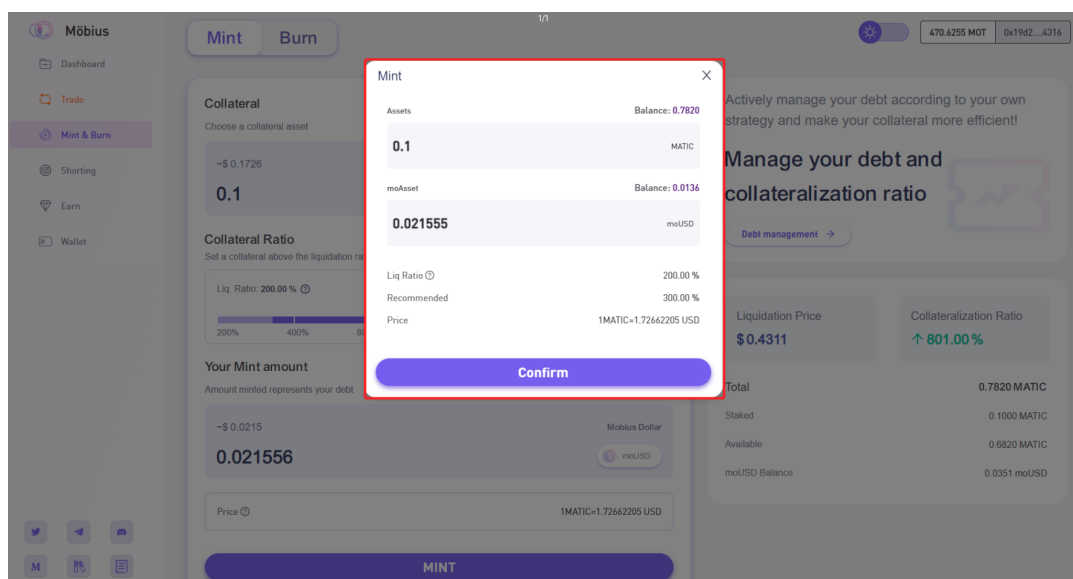 1/1
Möbius
Dashboard
Trade
Mint & Burn
Shorting
Earn
Wallet
Mint Burn
470.6255 MOT 0x19d2....4316
Collateral
Choose a collateral asset
~$ 0.1726
0.1
Collateral Ratio
Set a collateral above the liquidation ra
Liq. Ratio: 200.00 %
200% 400% 80
Your Mint amount
Amount minted represents your debt
~$ 0.0215 Mobius Dollar
0.021556 moUSD
Price 1MATIC=1.72662205 USD
MINT
Mint X
Assets Balance: 0.7820
0.1 MATIC
moAsset Balance: 0.0136
0.021555 moUSD
Liq Ratio 200.00 %
Recommended 300.00 %
Price 1MATIC=1.72662205 USD
Confirm
Actively manage your debt according to your own
strategy and make your collateral more efficient!
Manage your debt and
collateralization ratio
Debt management →
Liquidation Price Collateralization Ratio
$0.4311 ↑ 801.00 %
Total 0.7820 MATIC
Staked 0.1000 MATIC
Available 0.6820 MATIC
moUSD Balance 0.0351 moUSD